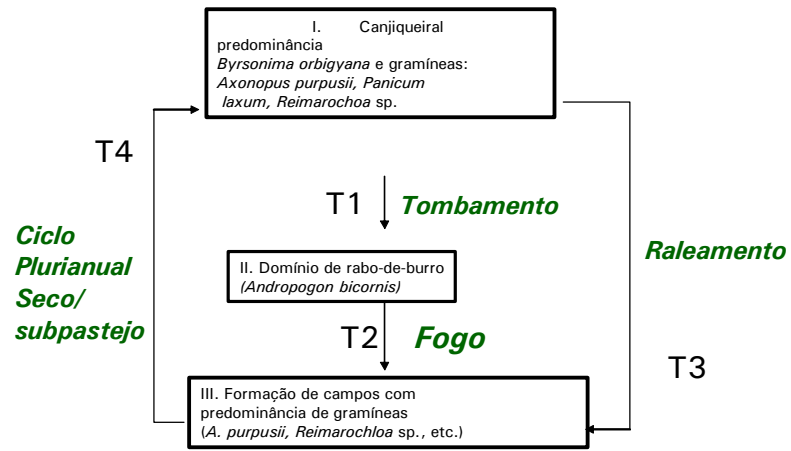 I. Canjiqueiral
predominância
Byrsonima orbigyana e gramíneas:
Axonopus purpusii, Panicum
laxum, Reimarochoa sp.
T4
T1
Tombamento
Ciclo
Plurianual
Seco/
subpastejo
Raleamento
II. Domínio de rabo-de-burro
(Andropogon bicornis)
T2
Fogo
T3
III. Formação de campos com
predominância de gramíneas
(A. purpusii, Reimarochloa sp., etc.)